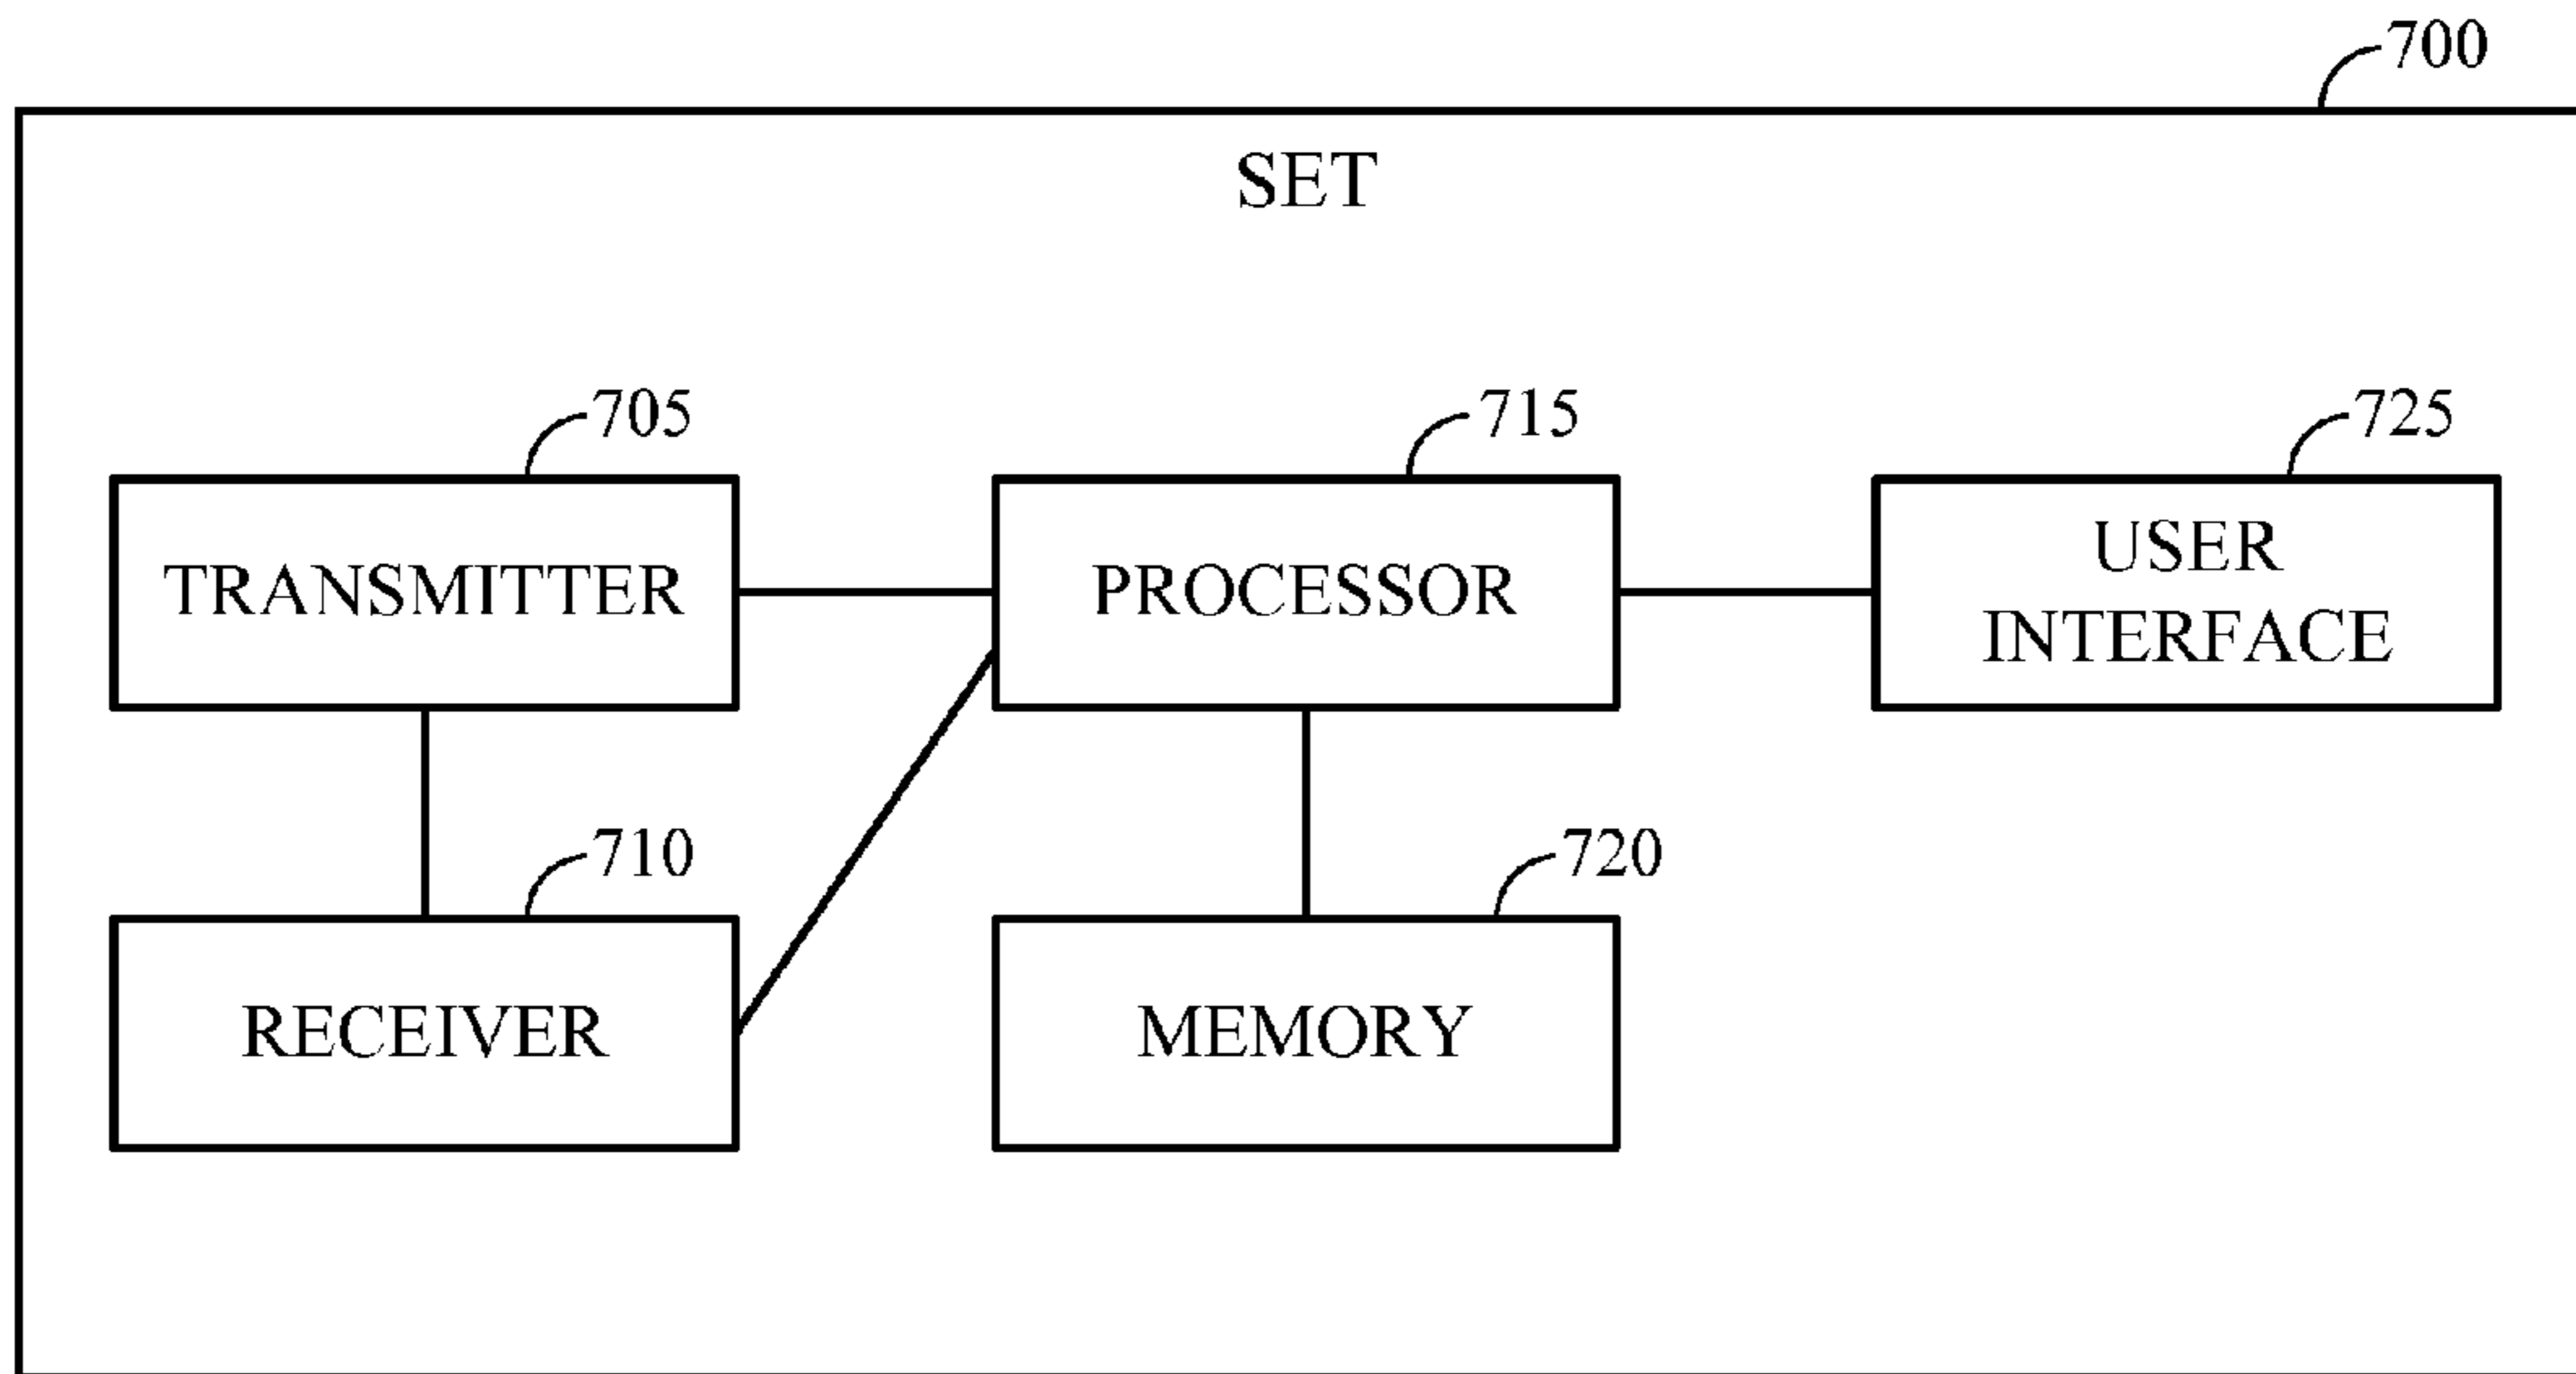 700
SET
705
715
725
TRANSMITTER
PROCESSOR
USER
INTERFACE
710
720
RECEIVER
MEMORY